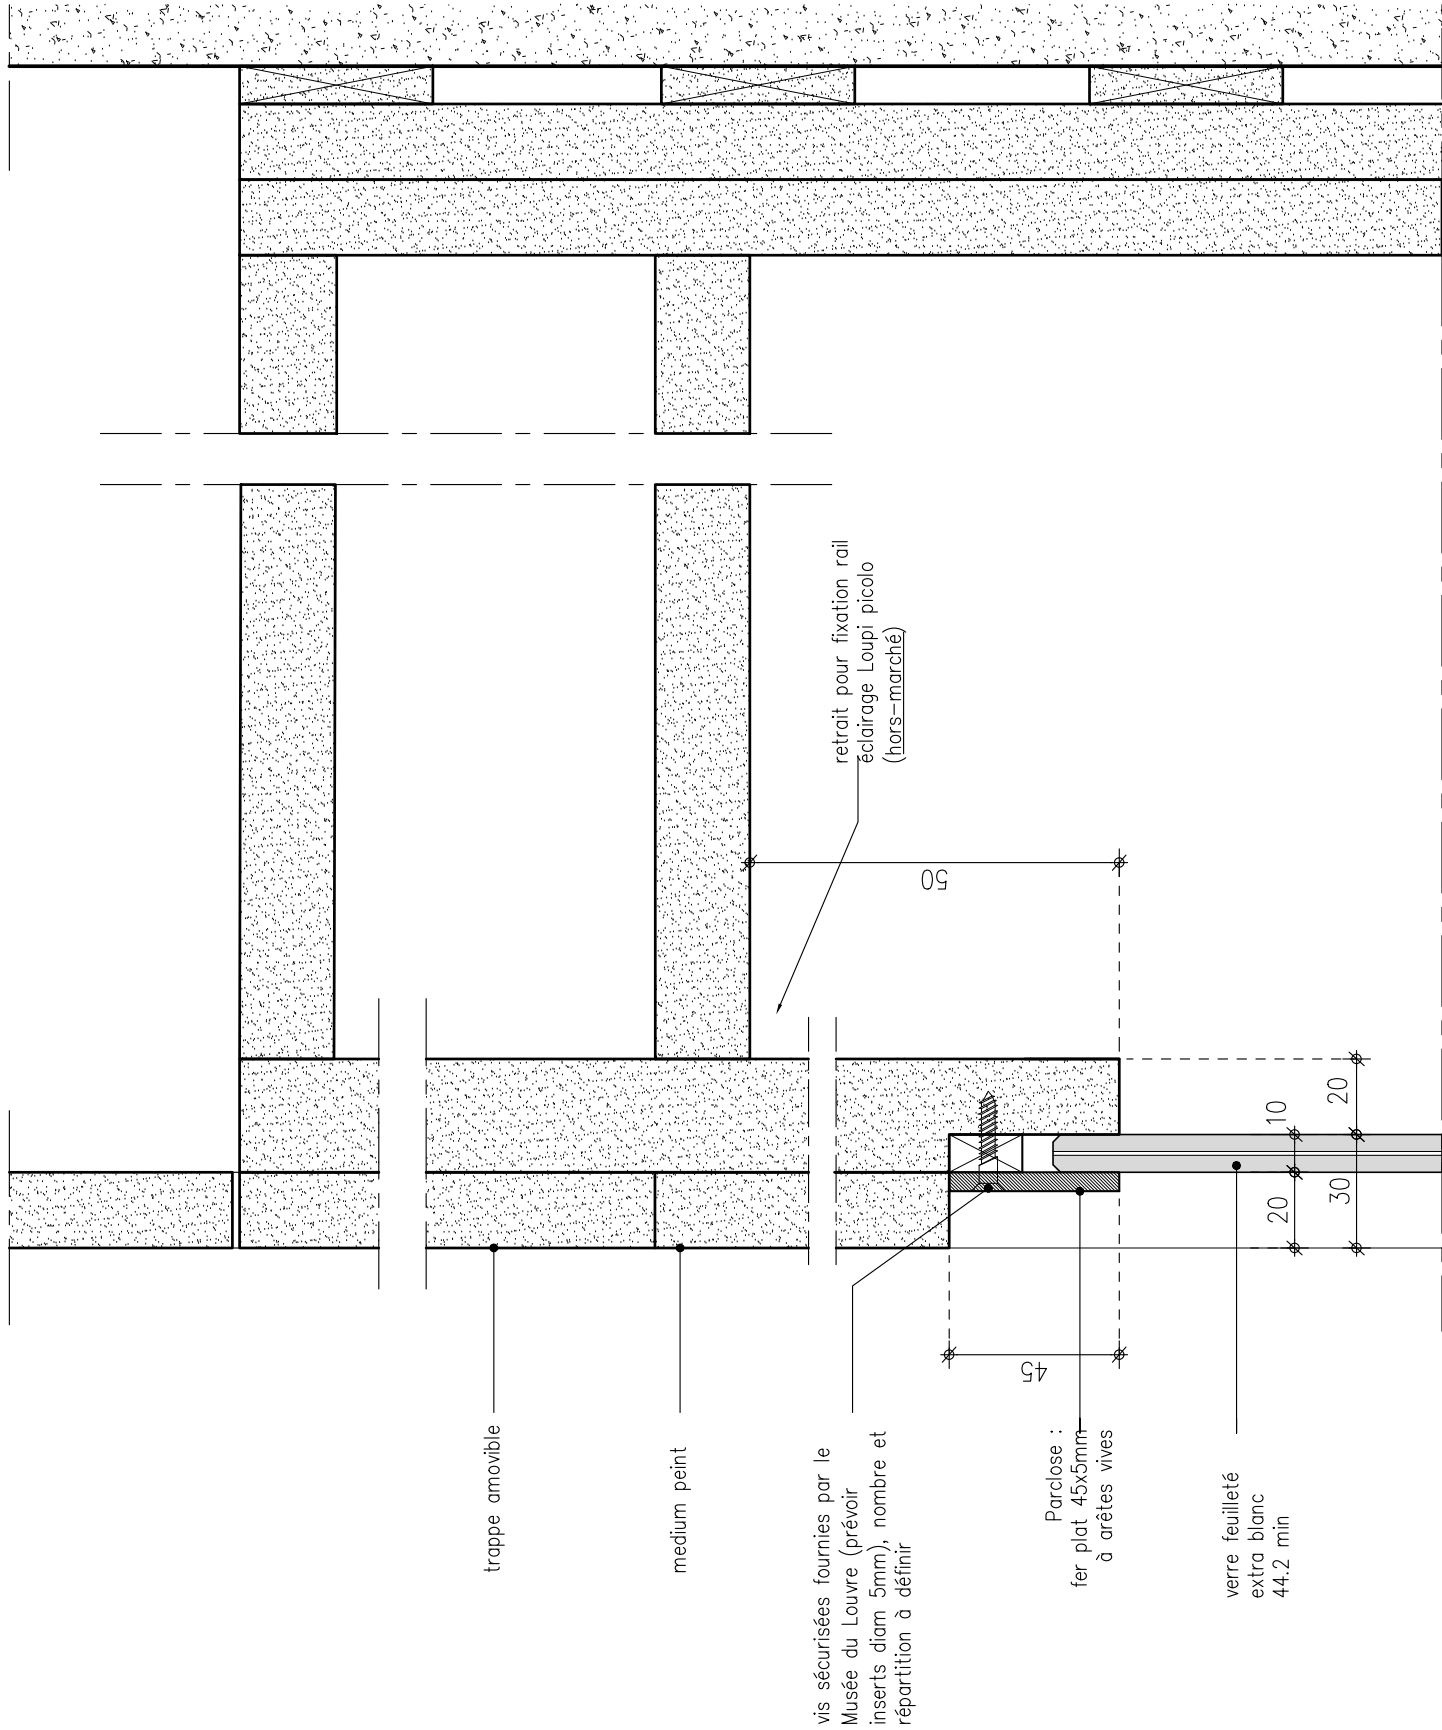 trappe amovible
medium peint
vis sécurisées fournies par le
Musée du Louvre (prévoir
inserts diam 5mm), nombre et
répartition à définir
retrait pour fixation rail
éclairage Loupi picolo
(hors-marché)
50
45
Parclose :
fer plat 45x5mm
à arêtes vives
verre feuilleté
extra blanc
44.2 min
20
10
30
20